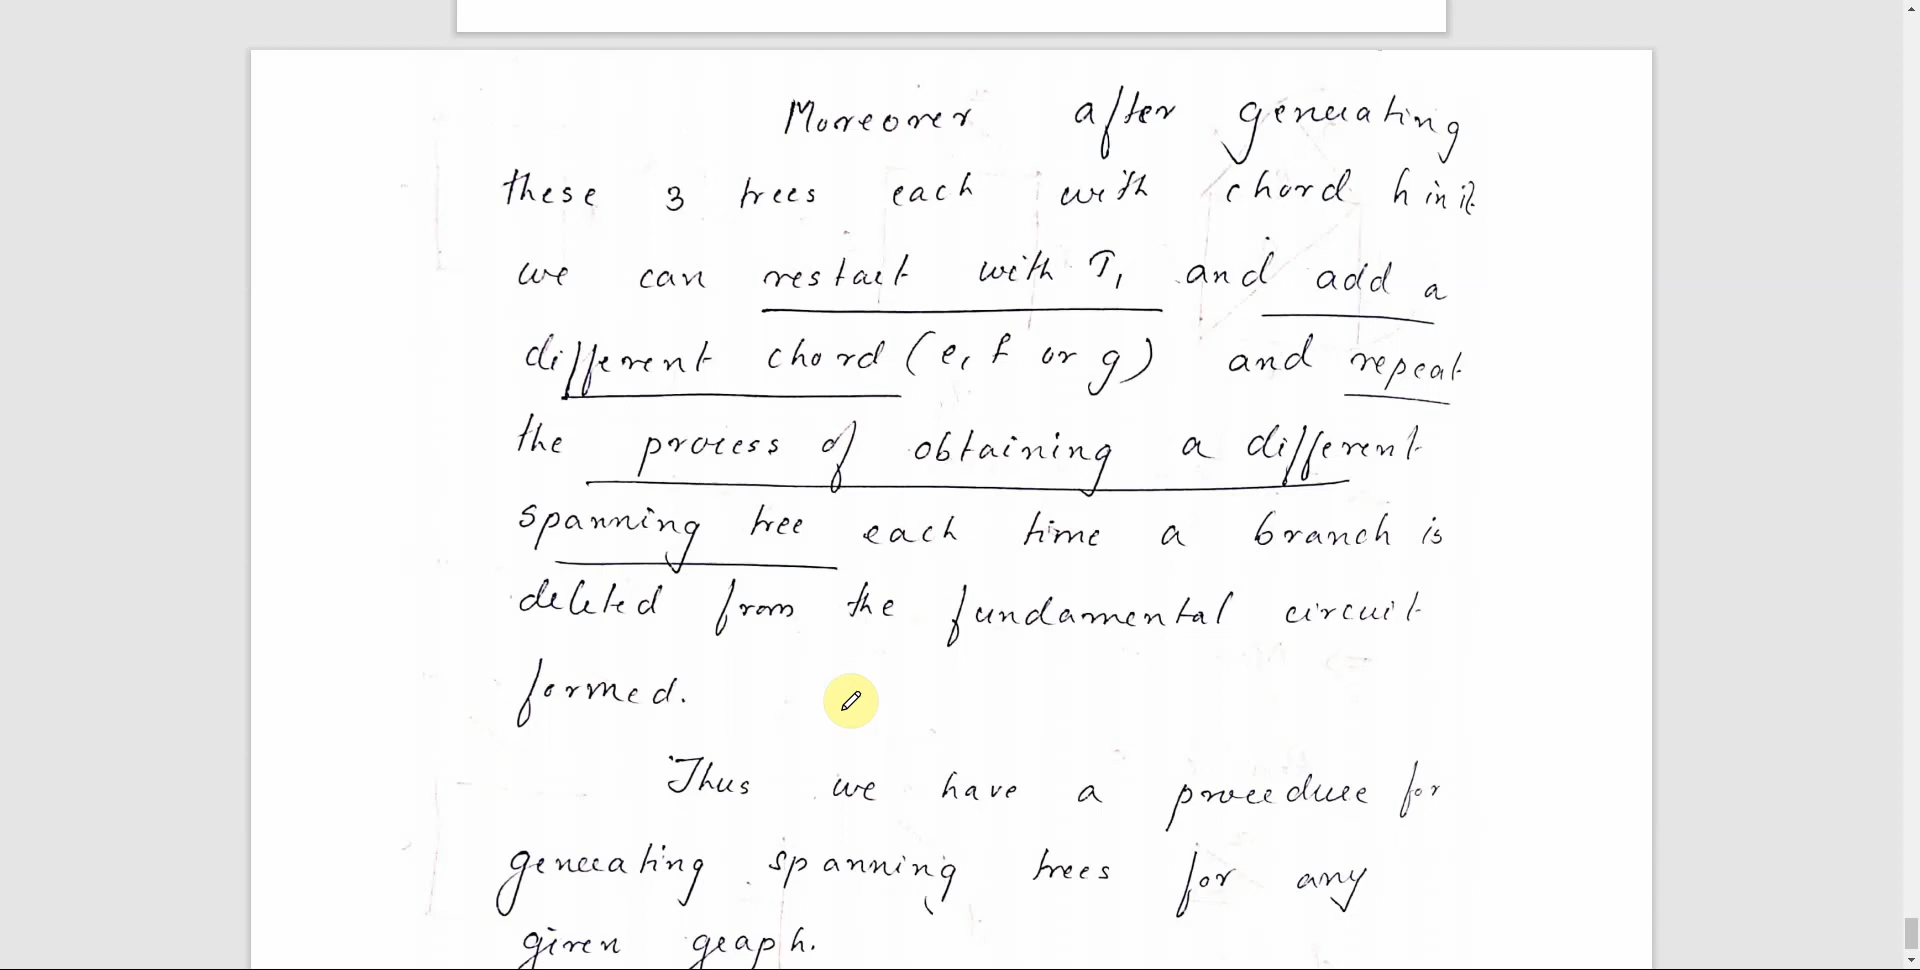 Moreover after generating
these 3 trees each with chord h in it
we can restart with T₁ and add a
different chord (e, f or g) and repeat
the process of obtaining a different
spanning tree each time a branch is
deleted from the fundamental circuit
formed.
Thus we have a procedure for
generating spanning trees for any
given graph.